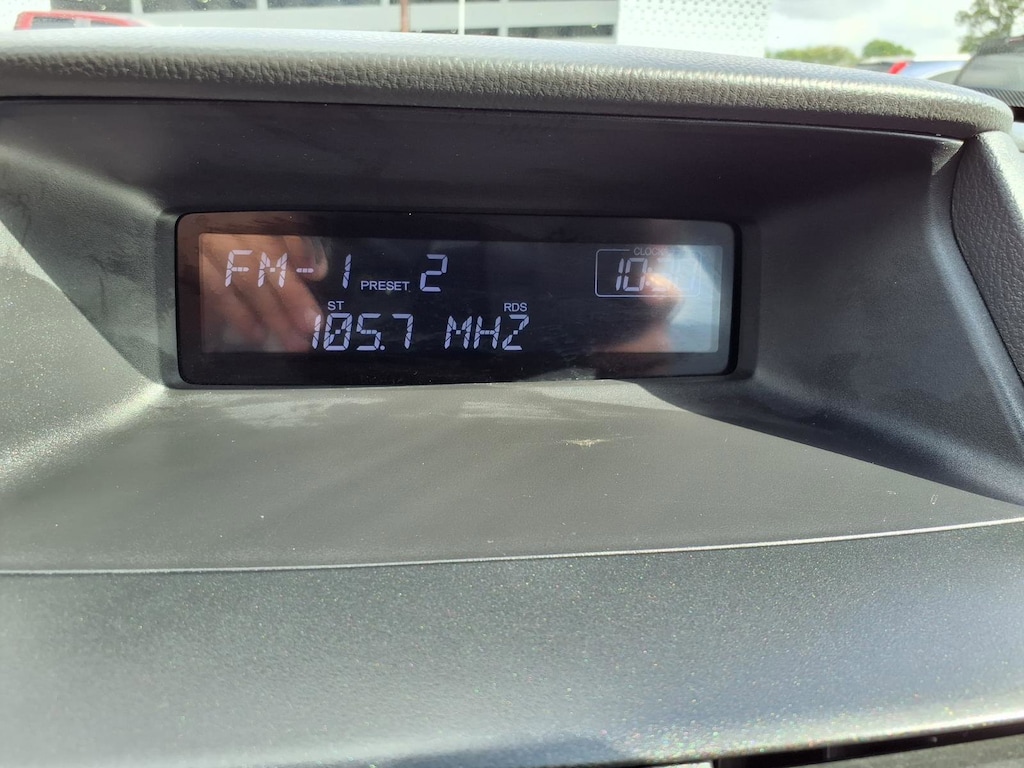 FM-1 PRESET 2
CLOCK
ST RDS
105.7 MHZ